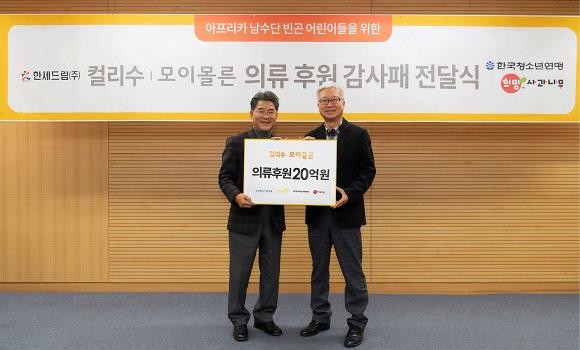 아프리카 남수단 빈곤 어린이들을 위한
한세드림(주)
컬리수 | 모이몰른 의류 후원 감사패 전달식
한국청소년연맹
희망 사과나무
컬리수 · 모이몰른
의류후원20억원